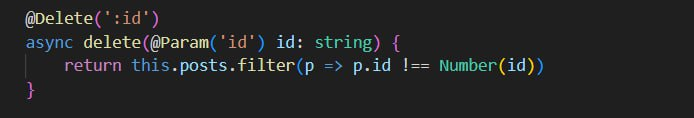 @Delete(':id')
async delete(@Param('id') id: string) {
    return this.posts.filter(p => p.id !== Number(id))
}